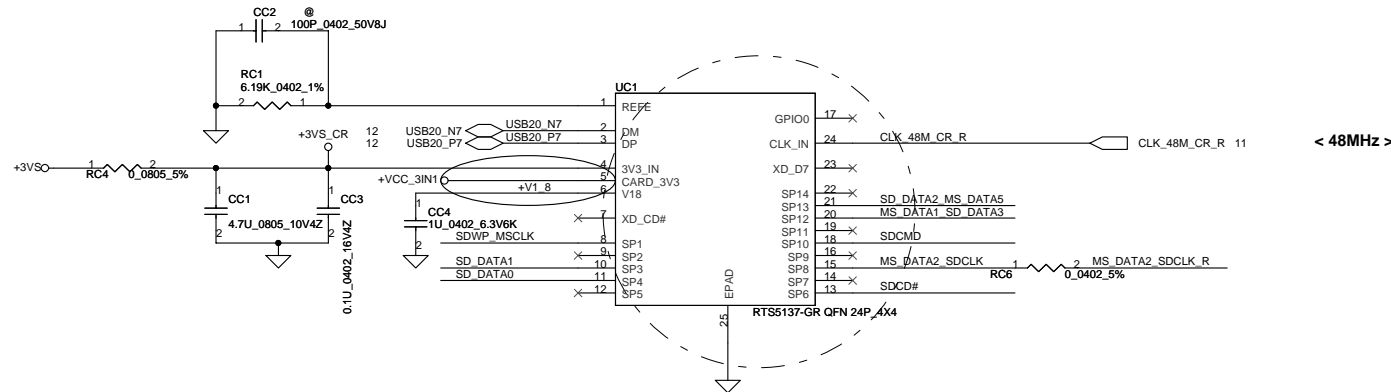 CC2
@
1
2
100P_0402_50V8J
RC1
6.19K_0402_1%
2
1
UC1
1
REFE
GPIO0
17
+3VS_CR
12
USB20_N7
USB20_N7
2
DM
12
USB20_P7
USB20_P7
3
DP
CLK_IN
24
CLK_48M_CR_R
CLK_48M_CR_R
11
< 48MHz >
+3VS
1
2
RC4
0_0805_5%
4
3V3_IN
XD_D7
23
+VCC_3IN1
5
CARD_3V3
+V1_8
6
V18
SP14
22
SP13
21
SD_DATA2_MS_DATA5
1
CC1
4.7U_0805_10V4Z
2
1
CC3
0.1U_0402_16V4Z
2
1
CC4
1U_0402_6.3V6K
2
7
XD_CD#
SP12
20
MS_DATA1_SD_DATA3
SP11
19
SDWP_MSCLK
8
SP1
SP10
18
SDCMD
9
SP2
SP9
16
SD_DATA1
10
SP3
SP8
15
MS_DATA2_SDCLK
1
2
MS_DATA2_SDCLK_R
RC6
0_0402_5%
SD_DATA0
11
SP4
SP7
14
12
SP5
SP6
13
SDCD#
EPAD
25
RTS5137-GR QFN 24P_4X4